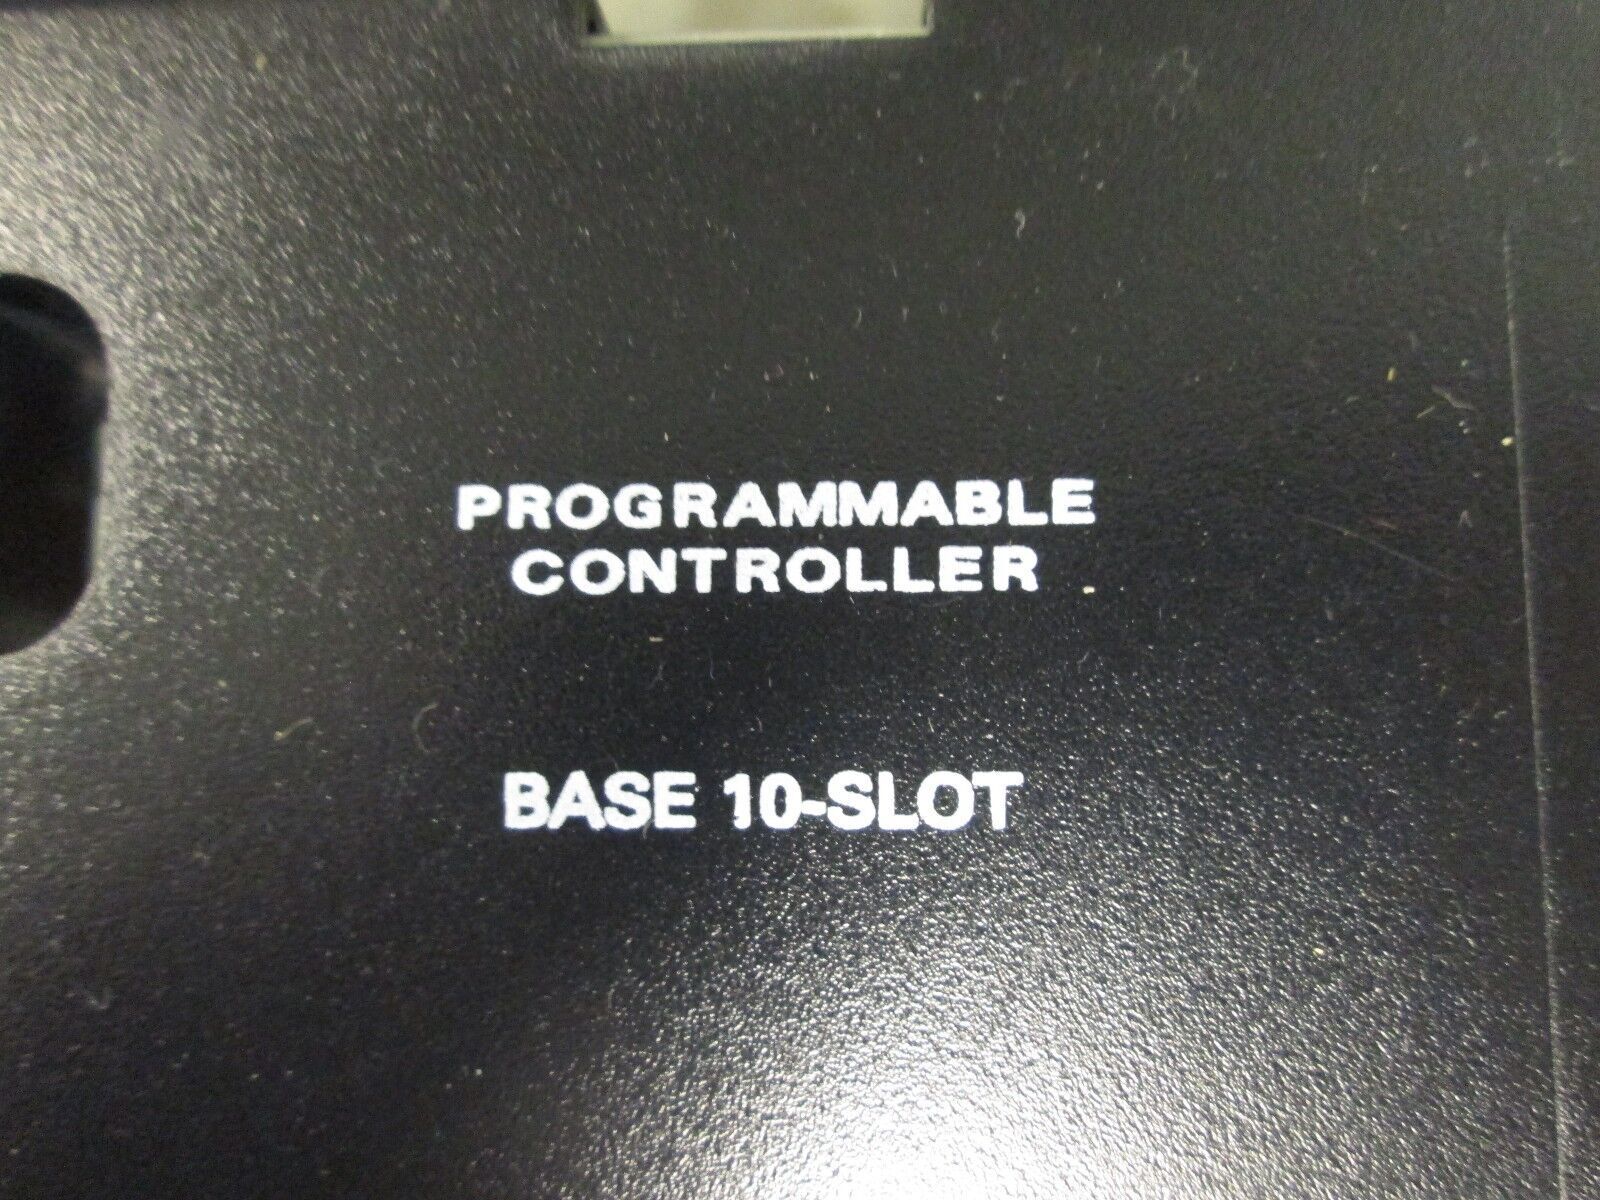 PROGRAMMABLE
CONTROLLER
BASE 10-SLOT